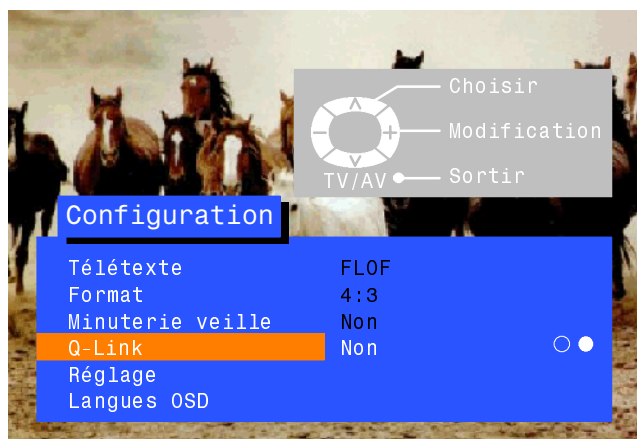 Choisir
Modification
TV/AV Sortir
Configuration
Télétexte FLOF
Format 4:3
Minuterie veille Non
Q-Link Non
Réglage
Langues OSD